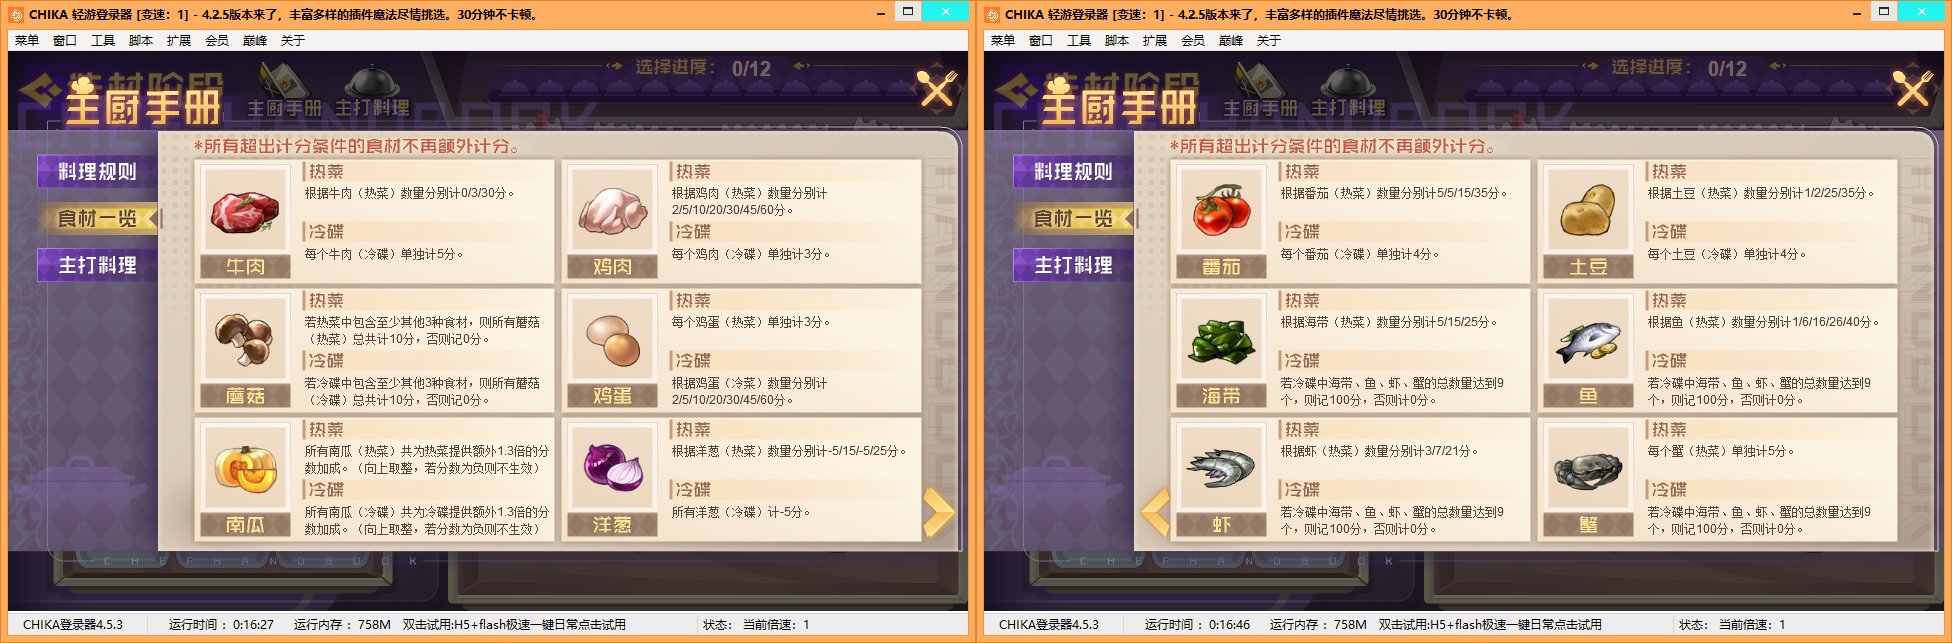 CHIKA 轻游登录器 [变速：1] - 4.2.5版本来了，丰富多样的插件魔法尽情挑选。30分钟不卡顿。
菜单 窗口 工具 脚本 扩展 会员 巅峰 关于
选材阶段
主厨手册
主厨手册 主打料理
选择进度： 0/12
料理规则
食材一览
主打料理
*所有超出计分条件的食材不再额外计分。
牛肉
热菜
根据牛肉（热菜）数量分别计0/3/30分。
冷碟
每个牛肉（冷碟）单独计5分。
鸡肉
热菜
根据鸡肉（热菜）数量分别计
2/5/10/20/30/45/60分。
冷碟
每个鸡肉（冷碟）单独计3分。
蘑菇
热菜
若热菜中包含至少其他3种食材，则所有蘑菇
（热菜）总共计10分，否则记0分。
冷碟
若冷碟中包含至少其他3种食材，则所有蘑菇
（冷碟）总共计10分，否则记0分。
鸡蛋
热菜
每个鸡蛋（热菜）单独计3分。
冷碟
根据鸡蛋（冷菜）数量分别计
2/5/10/20/30/45/60分。
南瓜
热菜
所有南瓜（热菜）共为热菜提供额外1.3倍的分
数加成。（向上取整，若分数为负则不生效）
冷碟
所有南瓜（冷碟）共为冷碟提供额外1.3倍的分
数加成。（向上取整，若分数为负则不生效）
洋葱
热菜
根据洋葱（热菜）数量分别计-5/15/-5/25分。
冷碟
所有洋葱（冷碟）计-5分。
CHIKA登录器4.5.3 运行时间 ：0:16:27 运行内存 ：758M 双击试用:H5+flash极速一键日常点击试用 状态： 当前倍速：1
CHIKA 轻游登录器 [变速：1] - 4.2.5版本来了，丰富多样的插件魔法尽情挑选。30分钟不卡顿。
菜单 窗口 工具 脚本 扩展 会员 巅峰 关于
选材阶段
主厨手册
主厨手册 主打料理
选择进度： 0/12
料理规则
食材一览
主打料理
*所有超出计分条件的食材不再额外计分。
番茄
热菜
根据番茄（热菜）数量分别计5/5/15/35分。
冷碟
每个番茄（冷碟）单独计4分。
土豆
热菜
根据土豆（热菜）数量分别计1/2/25/35分。
冷碟
每个土豆（冷碟）单独计4分。
海带
热菜
根据海带（热菜）数量分别计5/15/25分。
冷碟
若冷碟中海带、鱼、虾、蟹的总数量达到9
个，则记100分，否则计0分。
鱼
热菜
根据鱼（热菜）数量分别计1/6/16/26/40分。
冷碟
若冷碟中海带、鱼、虾、蟹的总数量达到9
个，则记100分，否则计0分。
虾
热菜
根据虾（热菜）数量分别计3/7/21分。
冷碟
若冷碟中海带、鱼、虾、蟹的总数量达到9
个，则记100分，否则计0分。
蟹
热菜
每个蟹（热菜）单独计5分。
冷碟
若冷碟中海带、鱼、虾、蟹的总数量达到9
个，则记100分，否则计0分。
CHIKA登录器4.5.3 运行时间 ：0:16:46 运行内存 ：758M 双击试用:H5+flash极速一键日常点击试用 状态： 当前倍速：1